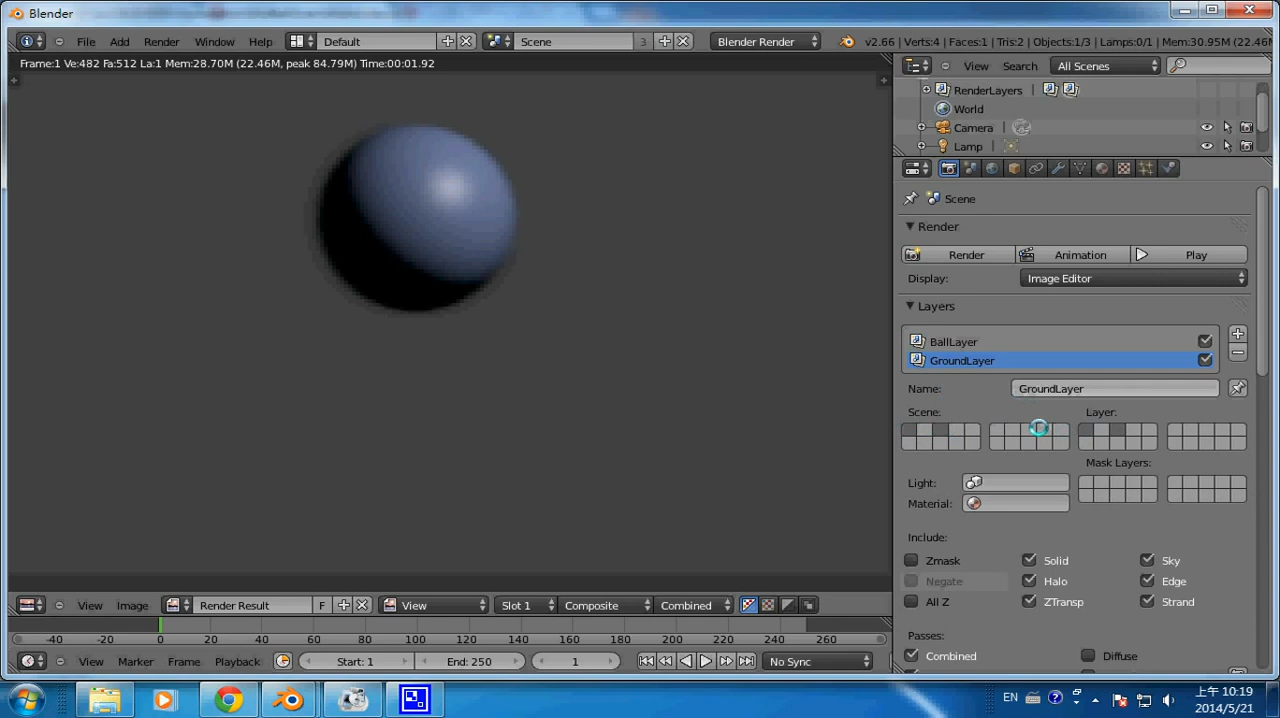 Blender
File Add Render Window Help Default Scene 3 Blender Render v2.66 | Verts:4 | Faces:1 | Tris:2 | Objects:1/3 | Lamps:0/1 | Mem:30.95M (22.46M
Frame:1 Ve:482 Fa:512 La:1 Mem:28.70M (22.46M, peak 84.79M) Time:00:01.92
View Search All Scenes
RenderLayers |
World
Camera |
Lamp |
Scene
Render
Render Animation Play
Display: Image Editor
Layers
BallLayer
GroundLayer
Name: GroundLayer
Scene: Layer:
Mask Layers:
Light:
Material:
Include:
Zmask Solid Sky
Negate Halo Edge
All Z ZTransp Strand
Passes:
Combined Diffuse
View Image Render Result F View Slot 1 Composite Combined
-40 -20 0 20 40 60 80 100 120 140 160 180 200 220 240 260
View Marker Frame Playback Start: 1 End: 250 1 No Sync
EN 上午 10:19
2014/5/21